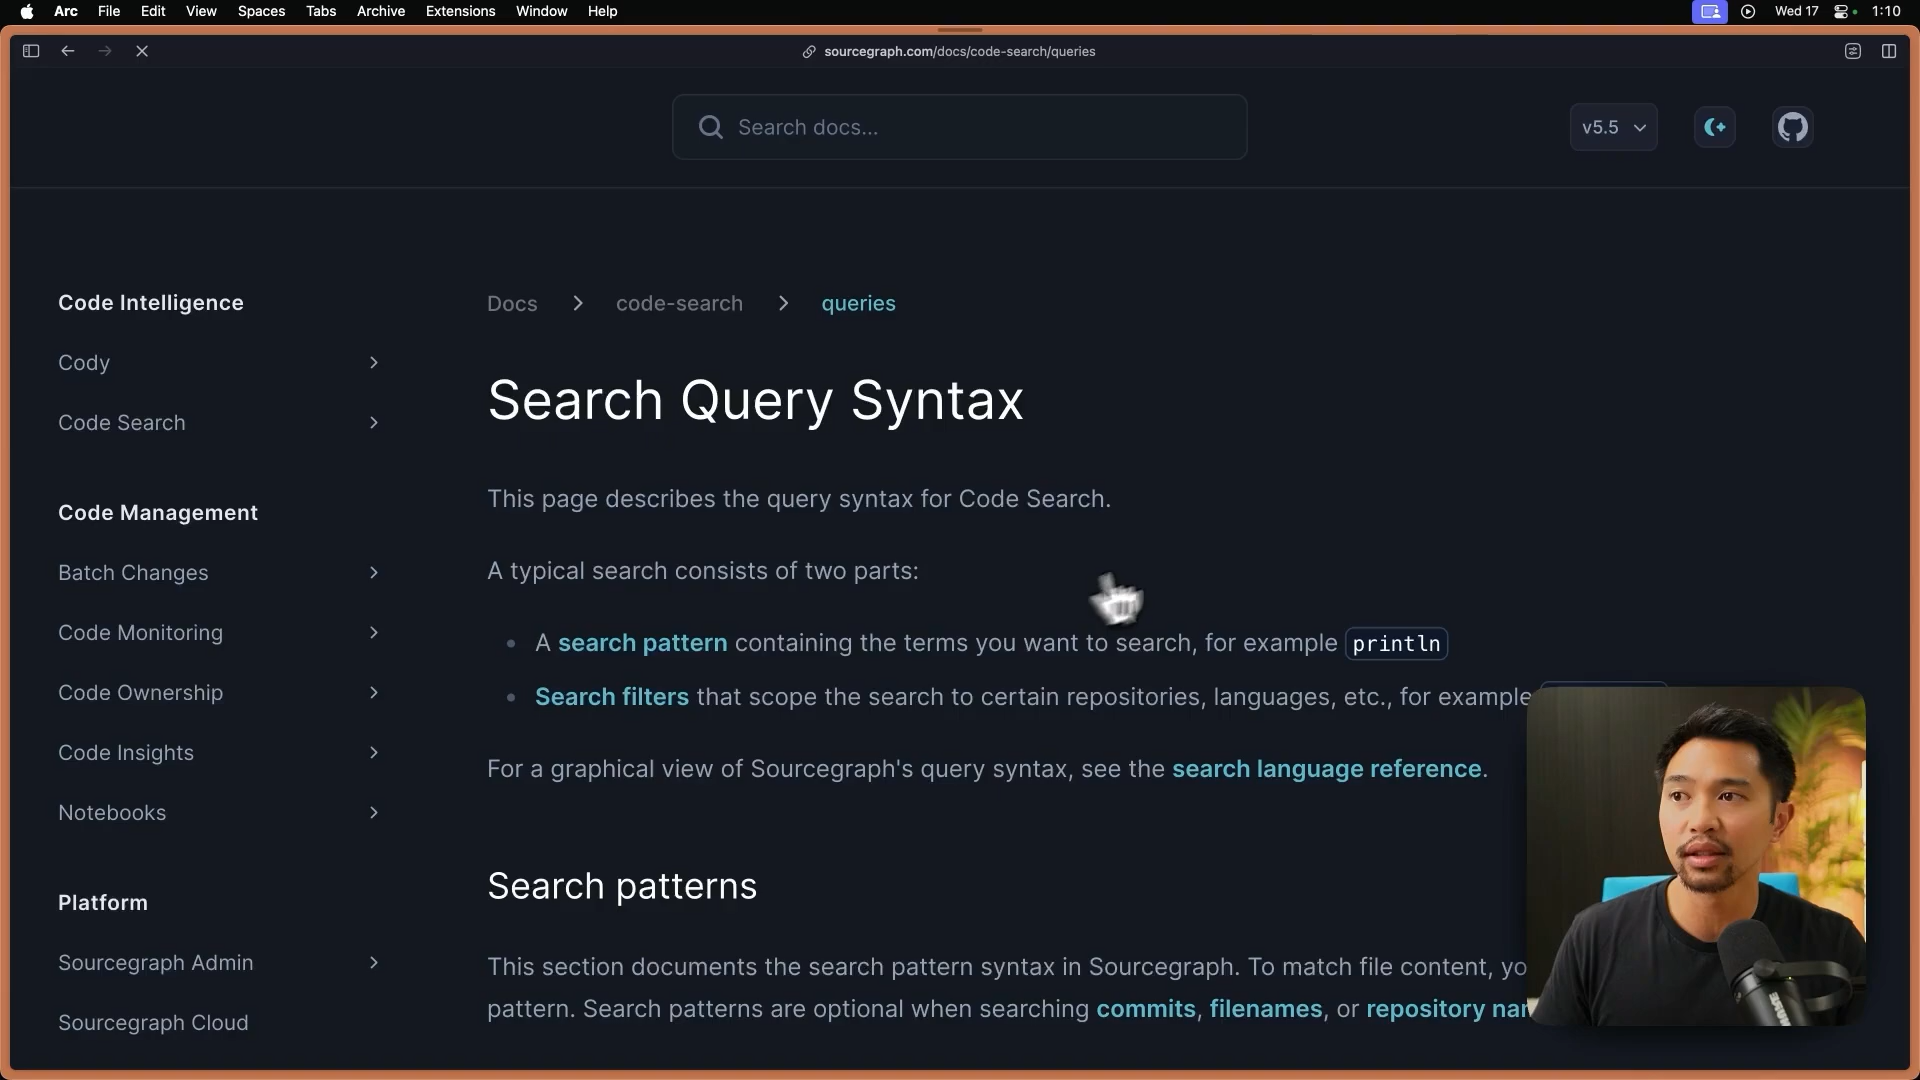 Arc File Edit View Spaces Tabs Archive Extensions Window Help Wed 17 1:10
sourcegraph.com/docs/code-search/queries
Search docs...
v5.5
Code Intelligence
Cody
Code Search
Code Management
Batch Changes
Code Monitoring
Code Ownership
Code Insights
Notebooks
Platform
Sourcegraph Admin
Sourcegraph Cloud
Docs > code-search > queries
Search Query Syntax
This page describes the query syntax for Code Search.
A typical search consists of two parts:
A search pattern containing the terms you want to search, for example println
Search filters that scope the search to certain repositories, languages, etc., for example
For a graphical view of Sourcegraph's query syntax, see the search language reference.
Search patterns
This section documents the search pattern syntax in Sourcegraph. To match file content, yo
pattern. Search patterns are optional when searching commits, filenames, or repository nar